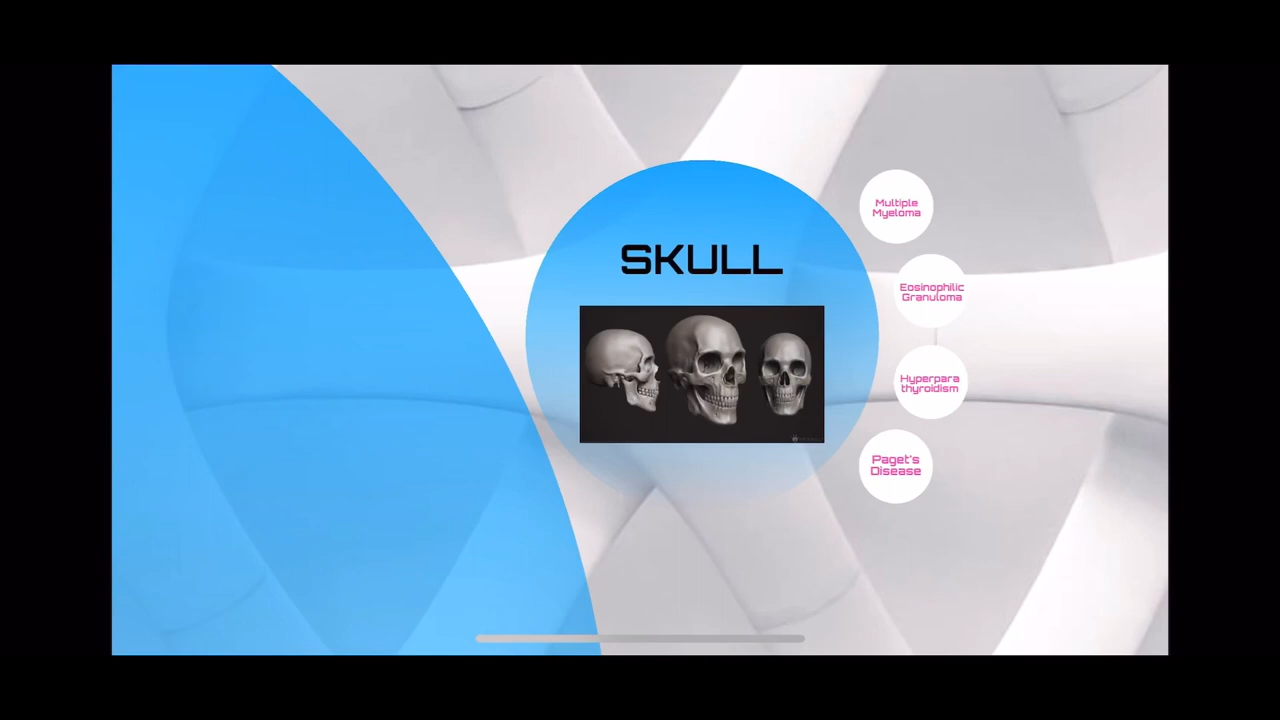 SKULL
Multiple
Myeloma
Eosinophilic
Granuloma
Hyperpara
thyroidism
Paget's
Disease